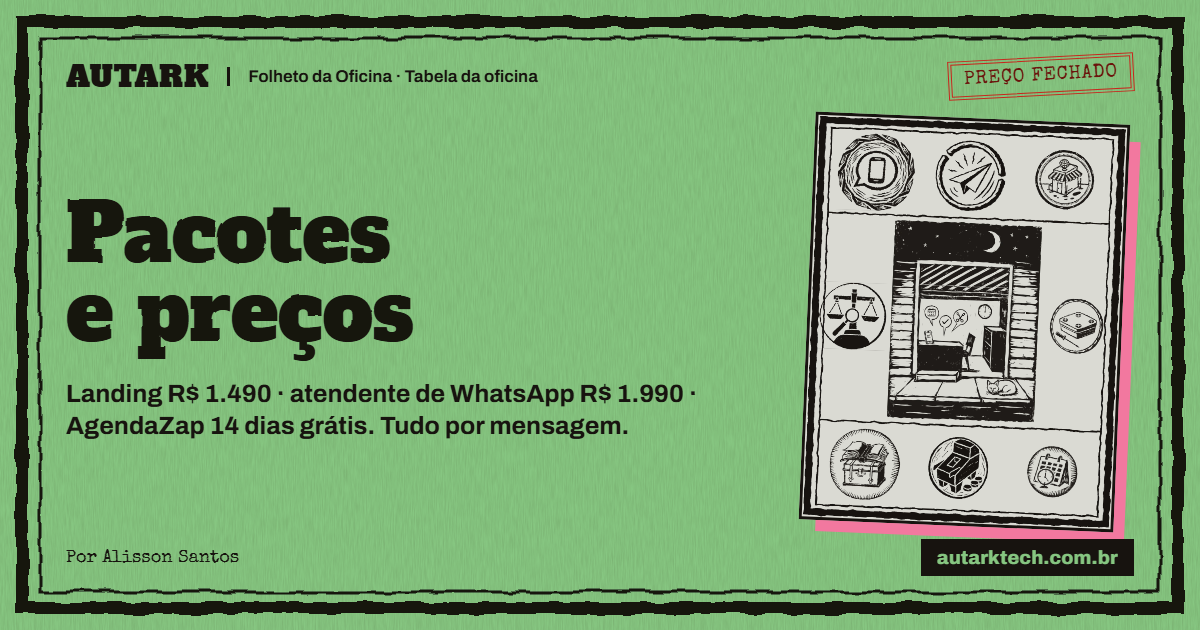 AUTARK | Folheto da Oficina · Tabela da oficina
PREÇO FECHADO
Pacotes
e preços
Landing R$ 1.490 · atendente de WhatsApp R$ 1.990 ·
AgendaZap 14 dias grátis. Tudo por mensagem.
Por Alisson Santos
autarktech.com.br